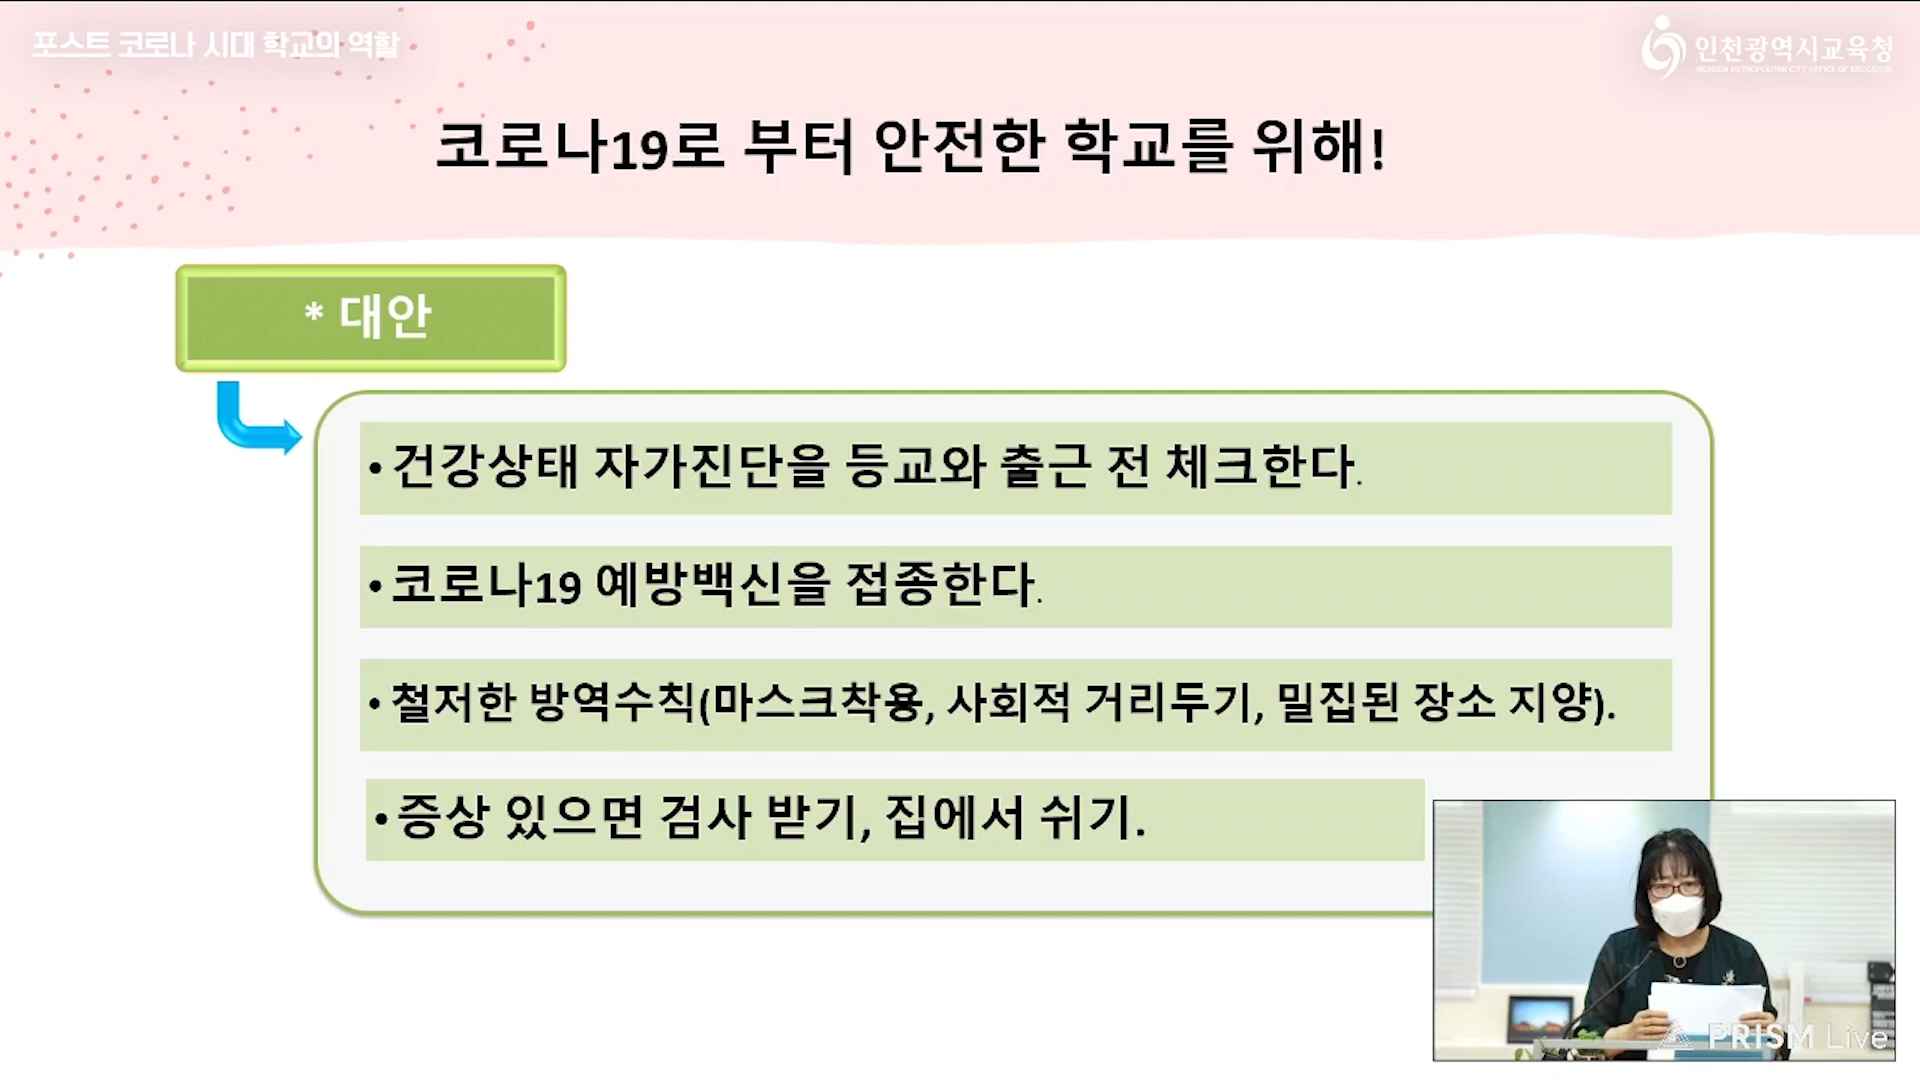 포스트 코로나 시대 학교의 역할
인천광역시교육청
INCHEON METROPOLITAN CITY OFFICE OF EDUCATION
코로나19로 부터 안전한 학교를 위해!
* 대안
• 건강상태 자가진단을 등교와 출근 전 체크한다.
• 코로나19 예방백신을 접종한다.
• 철저한 방역수칙(마스크착용, 사회적 거리두기, 밀집된 장소 지양).
• 증상 있으면 검사 받기, 집에서 쉬기.
PRISM Live